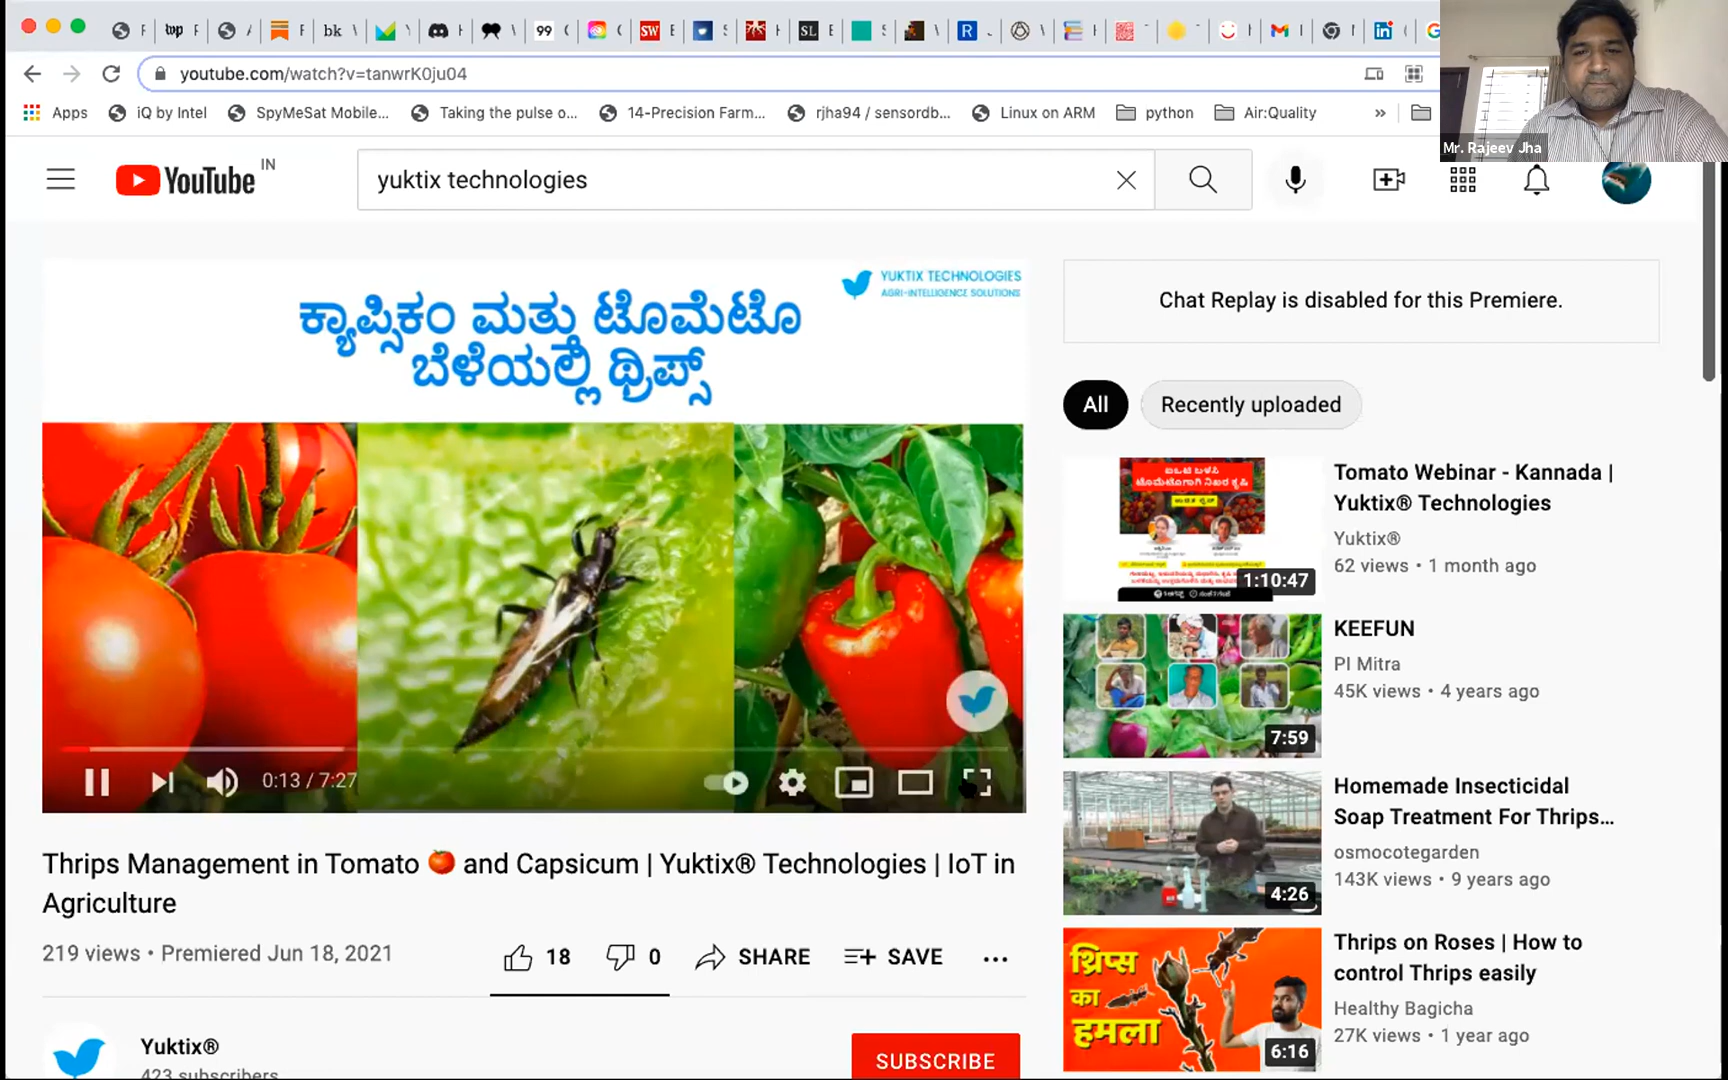 youtube.com/watch?v=tanwrK0ju04
Apps
iQ by Intel
SpyMeSat Mobile...
Taking the pulse o...
14-Precision Farm...
rjha94 / sensordb...
Linux on ARM
python
Air:Quality
»
Mr. Rajeev Jha
YouTube IN
yuktix technologies
YUKTIX TECHNOLOGIES
AGRI-INTELLIGENCE SOLUTIONS
ಕ್ಯಾಪ್ಸಿಕಂ ಮತ್ತು ಟೊಮೆಟೊ
ಬೆಳೆಯಲ್ಲಿ ಥ್ರಿಪ್ಸ್
0:13 / 7:27
Thrips Management in Tomato 🍅 and Capsicum | Yuktix® Technologies | IoT in
Agriculture
219 views • Premiered Jun 18, 2021
18
0
SHARE
SAVE
Yuktix®
423 subscribers
SUBSCRIBE
Chat Replay is disabled for this Premiere.
All
Recently uploaded
1:10:47
Tomato Webinar - Kannada |
Yuktix® Technologies
Yuktix®
62 views • 1 month ago
7:59
KEEFUN
PI Mitra
45K views • 4 years ago
4:26
Homemade Insecticidal
Soap Treatment For Thrips...
osmocotegarden
143K views • 9 years ago
थ्रिप्स
का
हमला
6:16
Thrips on Roses | How to
control Thrips easily
Healthy Bagicha
27K views • 1 year ago